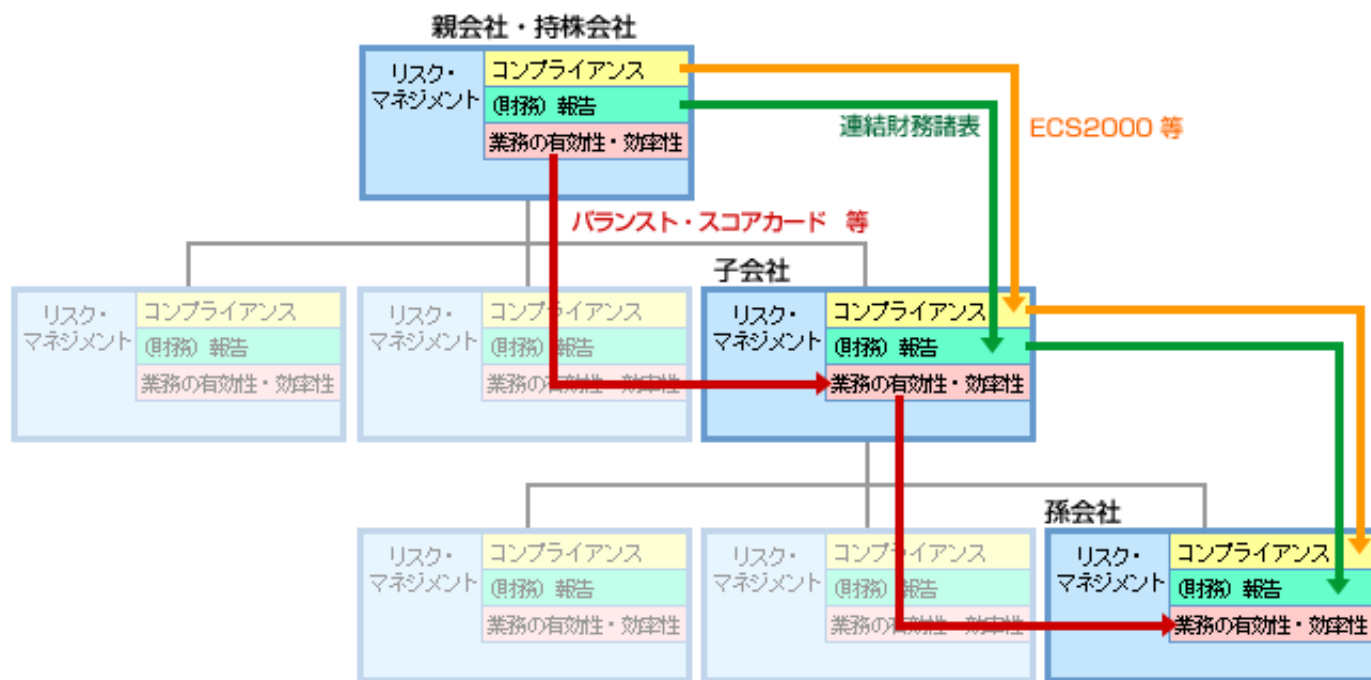 親会社・持株会社
リスク・
マネジメント
コンプライアンス
(財務) 報告
業務の有効性・効率性
連結財務諸表
ECS2000 等
バランスト・スコアカード 等
リスク・
マネジメント
コンプライアンス
(財務) 報告
業務の有効性・効率性
リスク・
マネジメント
コンプライアンス
(財務) 報告
業務の有効性・効率性
子会社
リスク・
マネジメント
コンプライアンス
(財務) 報告
業務の有効性・効率性
リスク・
マネジメント
コンプライアンス
(財務) 報告
業務の有効性・効率性
リスク・
マネジメント
コンプライアンス
(財務) 報告
業務の有効性・効率性
孫会社
リスク・
マネジメント
コンプライアンス
(財務) 報告
業務の有効性・効率性